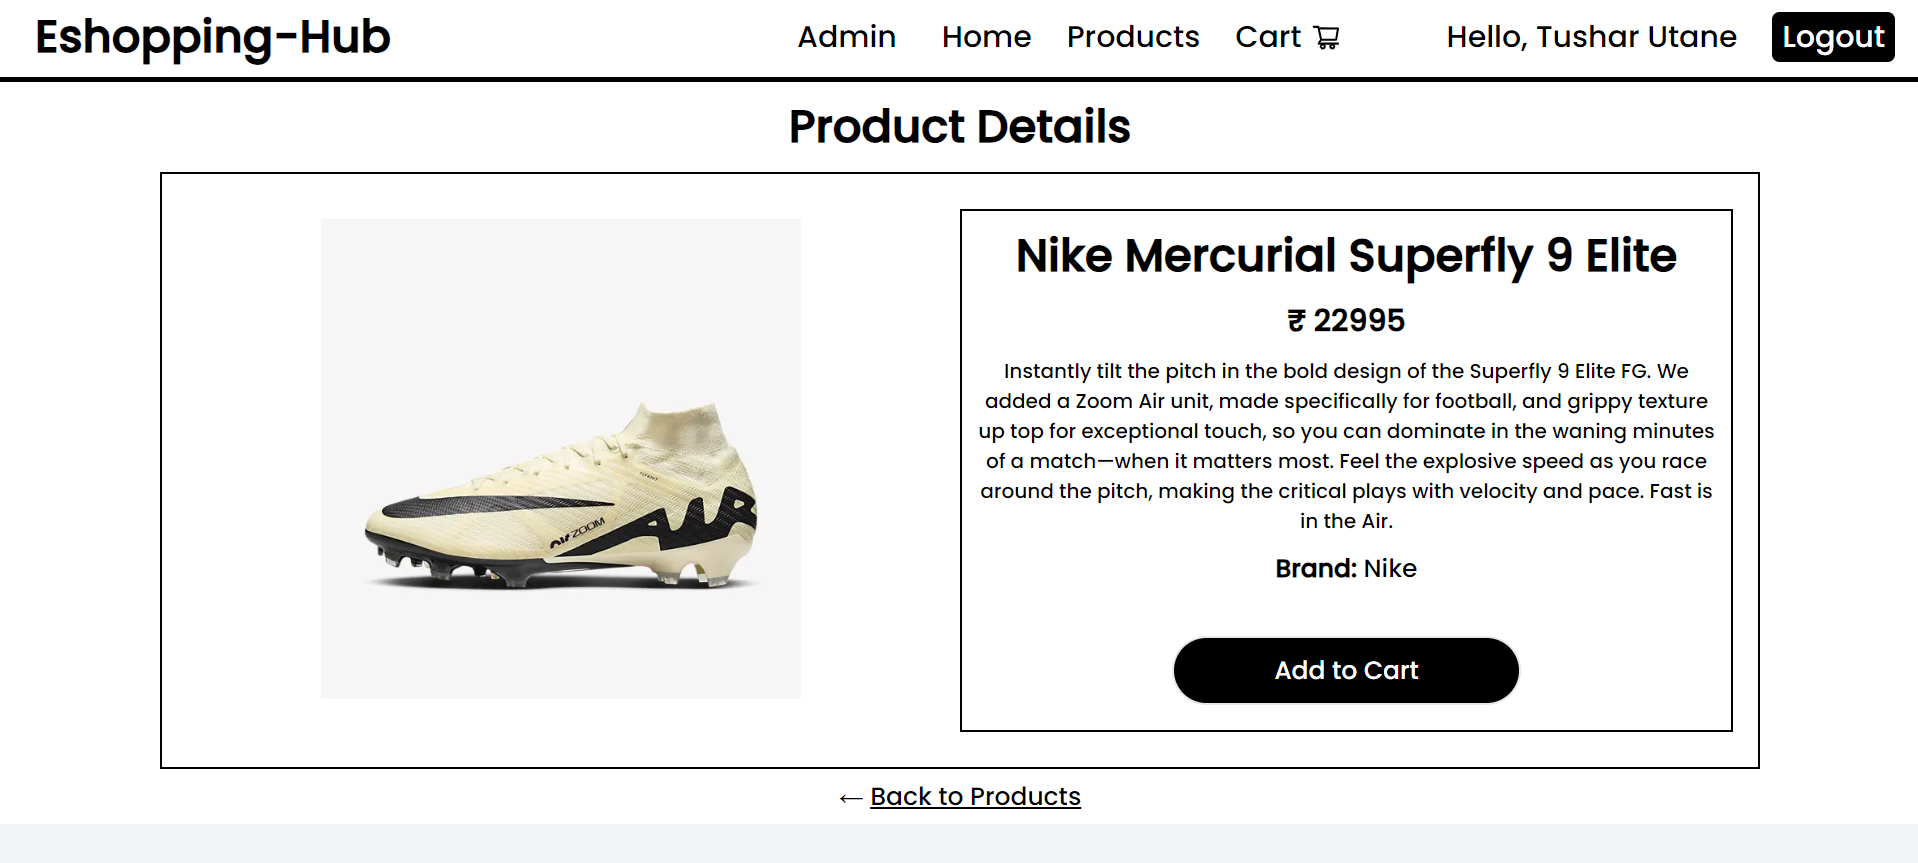 Eshopping-Hub
Admin Home Products Cart Hello, Tushar Utane Logout
Product Details
Nike Mercurial Superfly 9 Elite
₹ 22995
Instantly tilt the pitch in the bold design of the Superfly 9 Elite FG. We
added a Zoom Air unit, made specifically for football, and grippy texture
up top for exceptional touch, so you can dominate in the waning minutes
of a match—when it matters most. Feel the explosive speed as you race
around the pitch, making the critical plays with velocity and pace. Fast is
in the Air.
Brand: Nike
Add to Cart
air ZOOM
← Back to Products